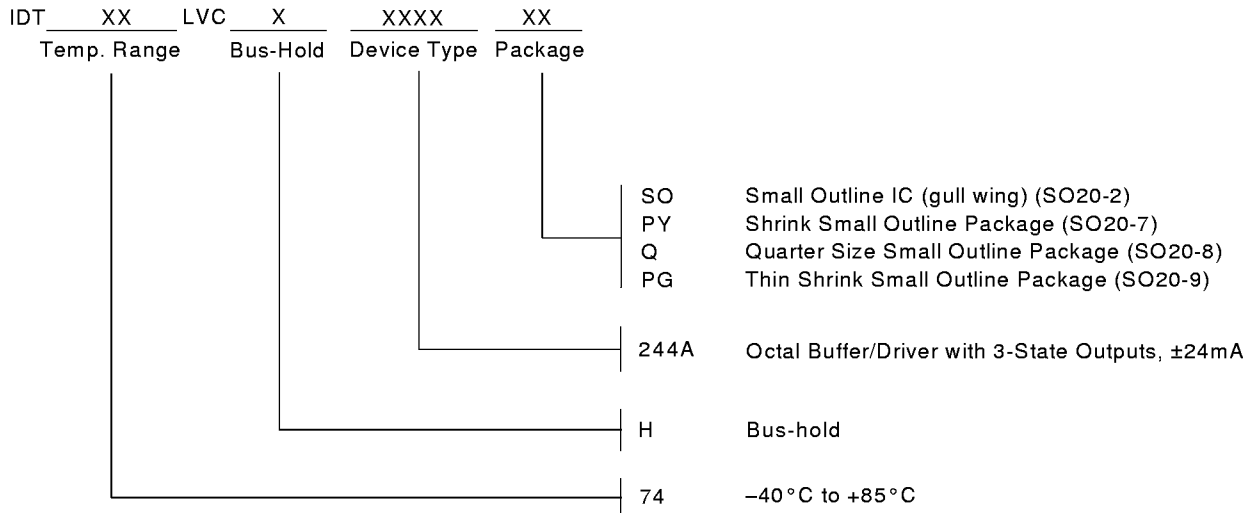 IDT XX LVC X XXXX XX
Temp. Range Bus-Hold Device Type Package
SO Small Outline IC (gull wing) (SO20-2)
PY Shrink Small Outline Package (SO20-7)
Q Quarter Size Small Outline Package (SO20-8)
PG Thin Shrink Small Outline Package (SO20-9)
244A Octal Buffer/Driver with 3-State Outputs, ±24mA
H Bus-hold
74 –40°C to +85°C